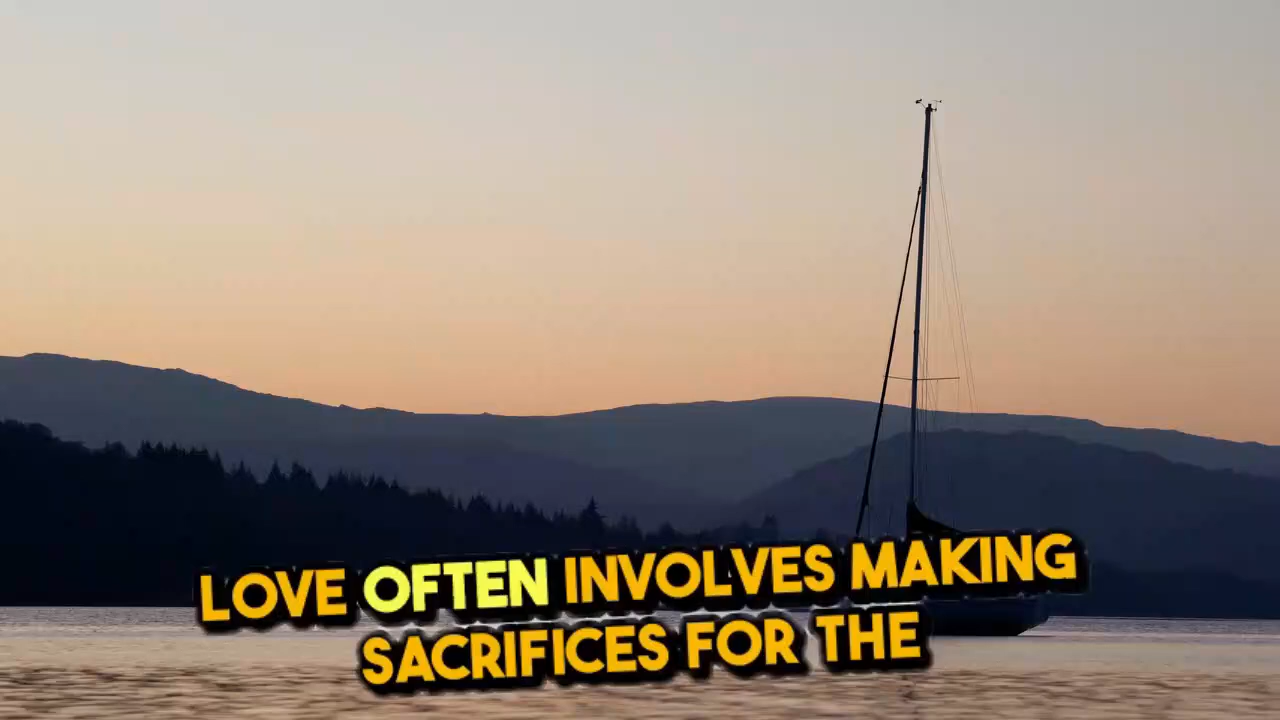 LOVE OFTEN INVOLVES MAKING
SACRIFICES FOR THE